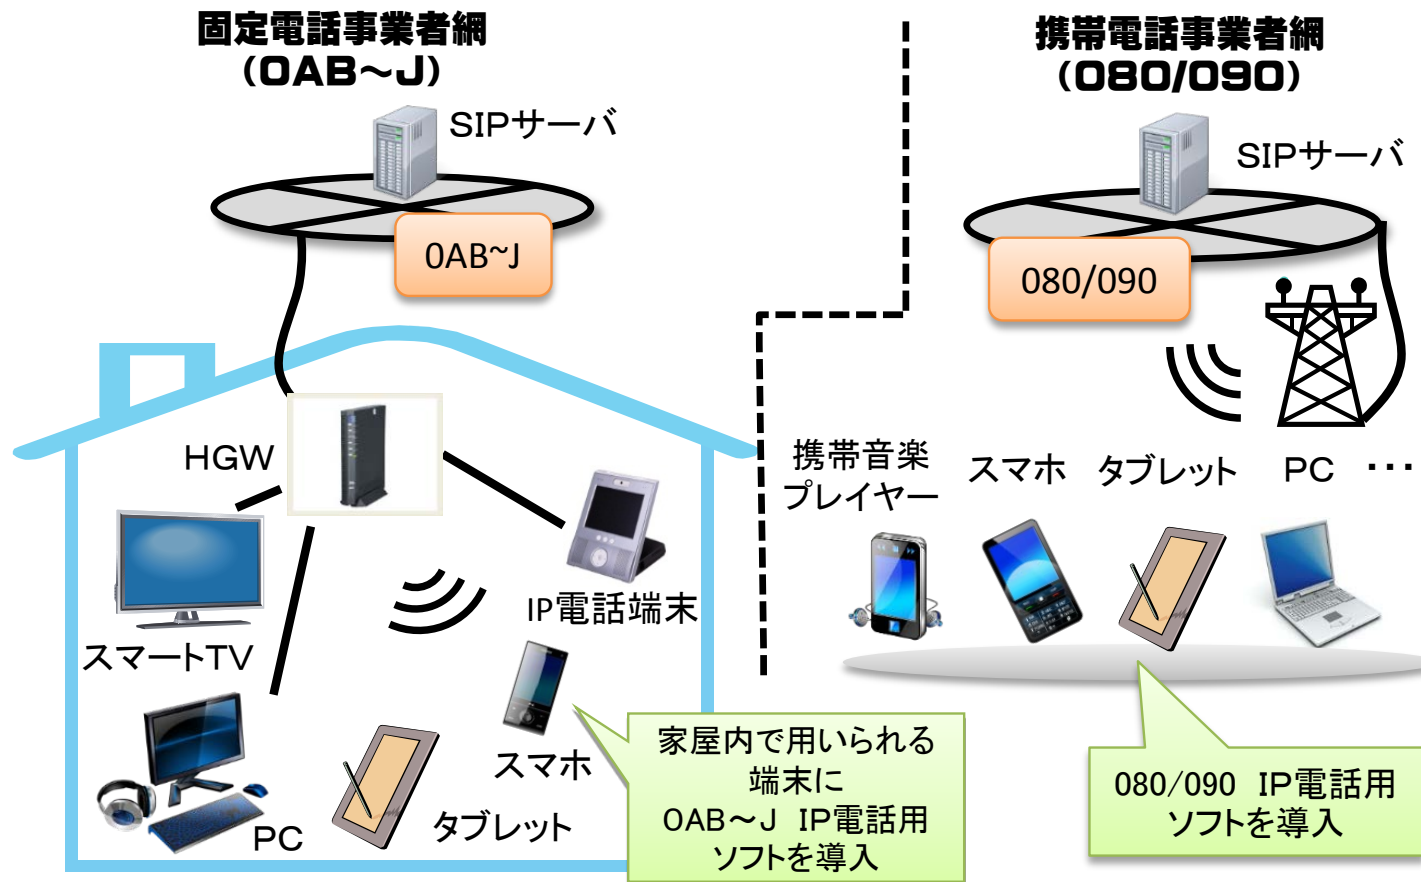 固定電話事業者網
(0AB～J)
SIPサーバ
0AB~J
HGW
スマートTV
IP電話端末
スマホ
PC
タブレット
家屋内で用いられる
端末に
0AB～J IP電話用
ソフトを導入
携帯電話事業者網
(080/090)
SIPサーバ
080/090
携帯音楽
プレイヤー
スマホ
タブレット
PC
･･･
080/090 IP電話用
ソフトを導入